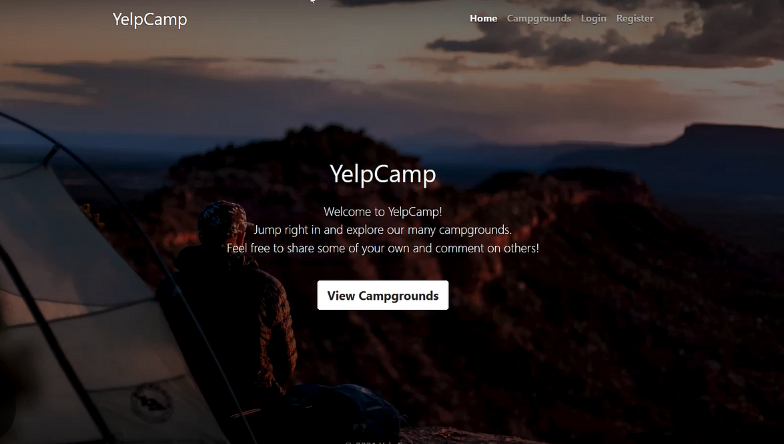 YelpCamp
Home Campgrounds Login Register
YelpCamp
Welcome to YelpCamp!
Jump right in and explore our many campgrounds.
Feel free to share some of your own and comment on others!
View Campgrounds